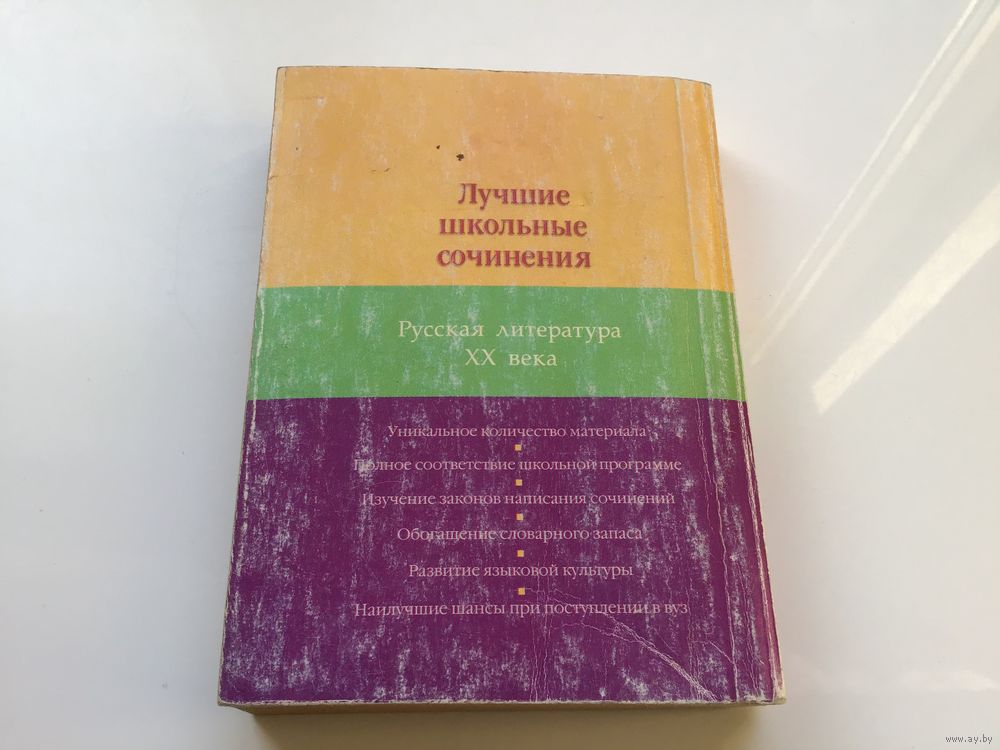 Лучшие
школьные
сочинения
Русская литература
XX века
Уникальное количество материала
Полное соответствие школьной программе
Изучение законов написания сочинений
Обогащение словарного запаса
Развитие языковой культуры
Наилучшие шансы при поступлении в вуз
www.ay.by